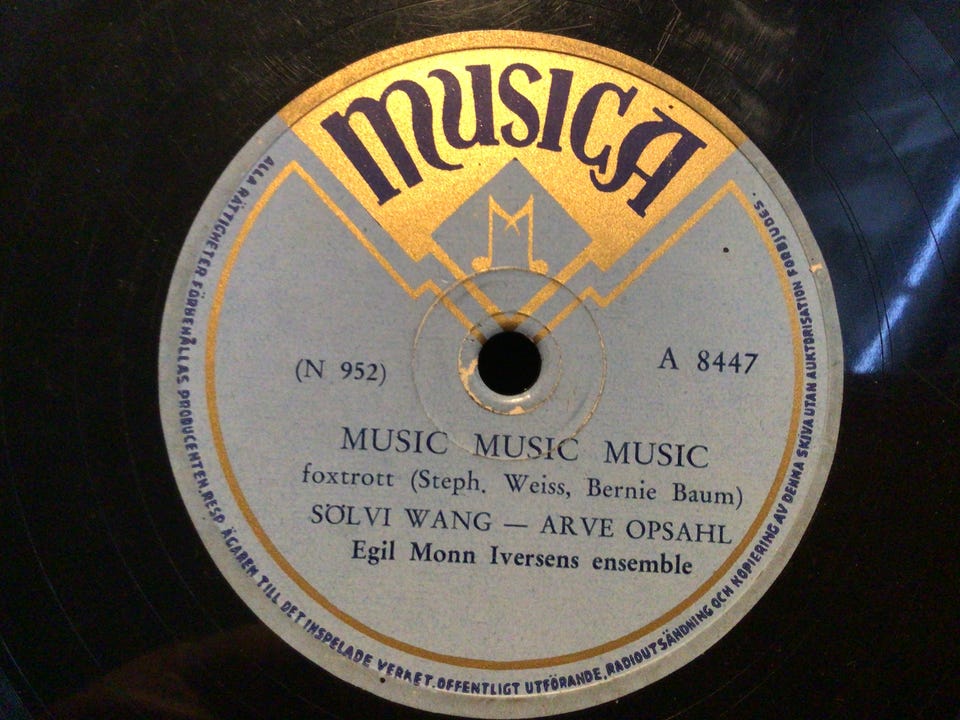 MUSICA
M
(N 952)
A 8447
MUSIC MUSIC MUSIC
foxtrott (Steph. Weiss, Bernie Baum)
SÖLVI WANG — ARVE OPSAHL
Egil Monn Iversens ensemble
ALLA RÄTTIGHETER FÖRHEHÅLLAS PRODUCENTEN, RESP. ÄGAREN TILL DET INSPELADE VERKET. OFFENTLIGT UTFÖRANDE, RADIOUTSÄNDNING OCH KOPIERING AV DENNA SKIVA UTAN AUKTORISATION FÖRBJUDES